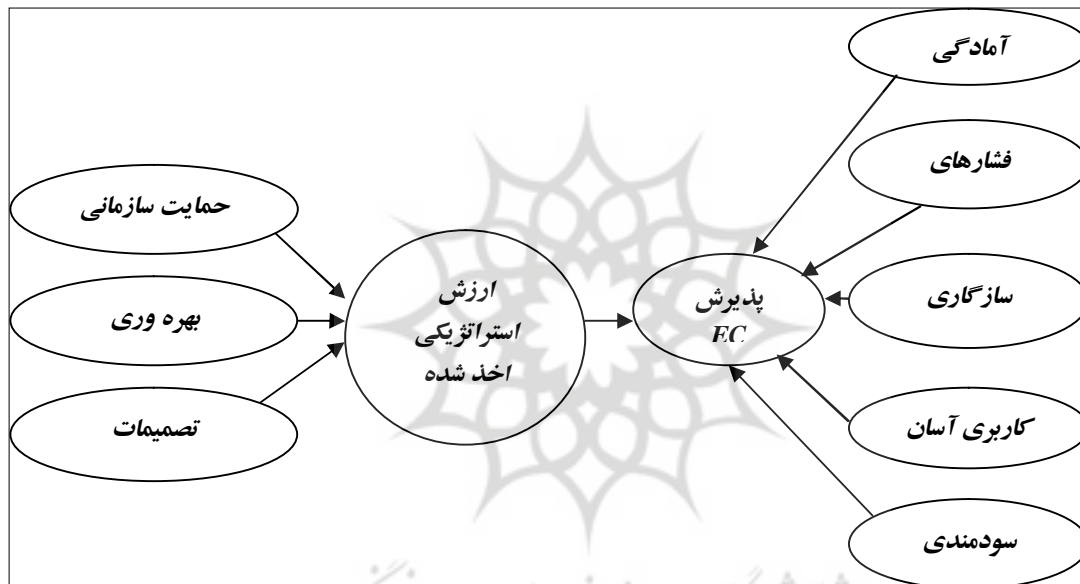 آمادگی
فشارهای
سازگاری
کاربری آسان
سودمندی
پذیرش
EC
ارزش
استراتژیکی
اخذ شده
حمایت سازمانی
بهره وری
تصمیمات